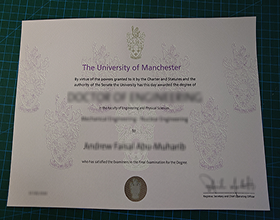 The University of Manchester
By virtue of the powers granted to it by the Charter and Statutes and the
authority of the Senate the University has this day awarded the degree of
DOCTOR OF ENGINEERING
in the Faculty of Engineering and Physical Sciences
Mechanical Engineering Nuclear Engineering
Andrew Faisal Abu-Muharib
who has satisfied the Examiners in the Final Examination for the Degree